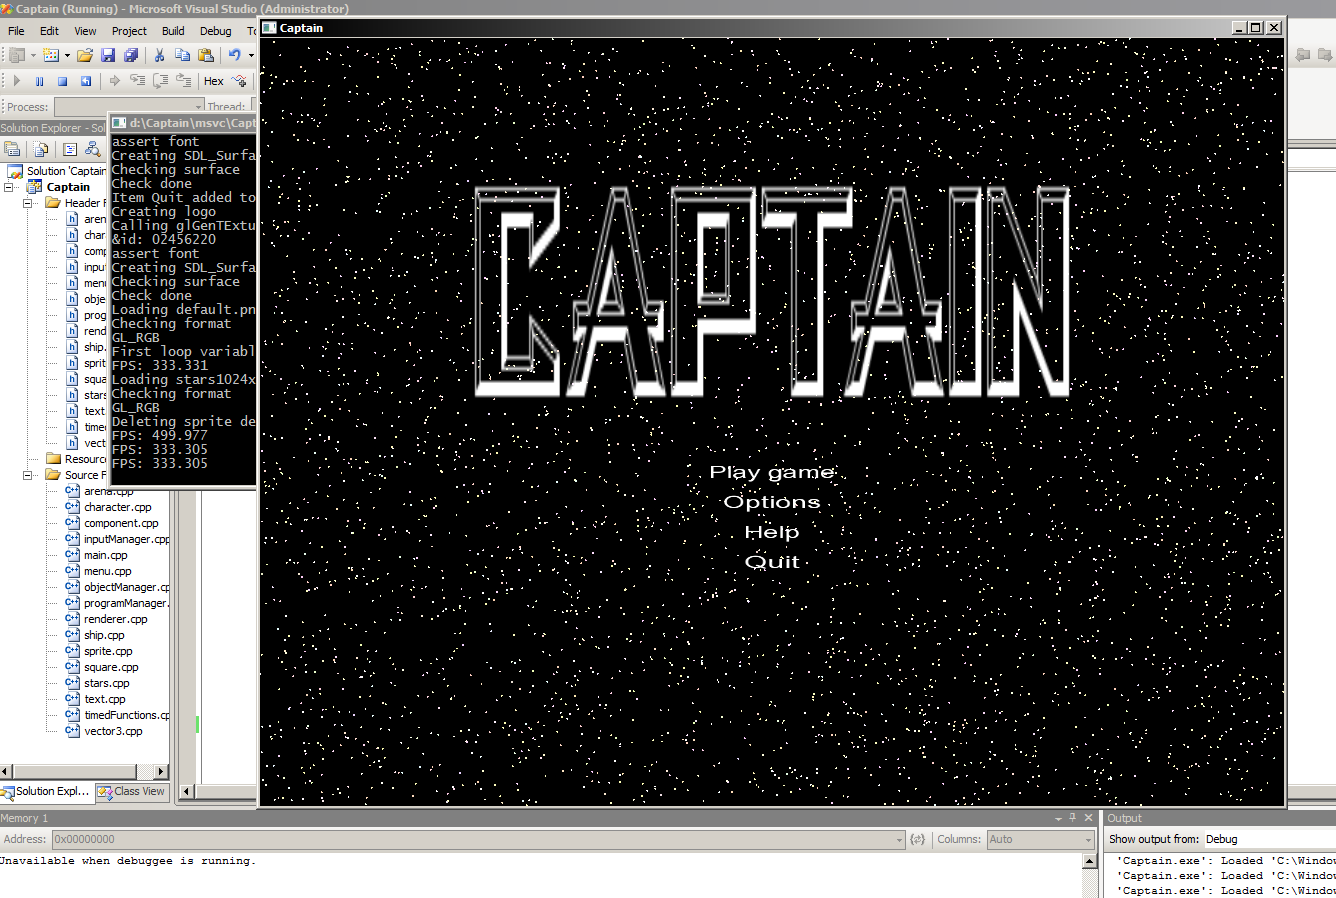 Captain (Running) - Microsoft Visual Studio (Administrator)
File Edit View Project Build Debug
Hex
Process: Thread:
Solution Explorer - Sol
Solution 'Captain
Captain
Header F
aren
char
comp
input
menu
obje
prog
rend
ship.
sprit
squa
stars
text.
time
vect
Resource
Source F
arena.cpp
character.cpp
component.cpp
inputManager.cpp
main.cpp
menu.cpp
objectManager.cp
programManager.
renderer.cpp
ship.cpp
sprite.cpp
square.cpp
stars.cpp
text.cpp
timedFunctions.cp
vector3.cpp
Solution Expl... Class View
d:\Captain\msvc\Capt
assert font
Creating SDL_Surfa
Checking surface
Check done
Item Quit added to
Creating logo
Calling glGenTExtu
&id: 02456220
assert font
Creating SDL_Surfa
Checking surface
Check done
Loading default.pn
Checking format
GL_RGB
First loop variabl
FPS: 333.331
Loading stars1024x
Checking format
GL_RGB
Deleting sprite de
FPS: 499.977
FPS: 333.305
FPS: 333.305
Captain
CAPTAIN
Play game
Options
Help
Quit
Memory 1
Address: 0x00000000 Columns: Auto
Unavailable when debuggee is running.
Output
Show output from: Debug
'Captain.exe': Loaded 'C:\Window
'Captain.exe': Loaded 'C:\Window
'Captain.exe': Loaded 'C:\Window